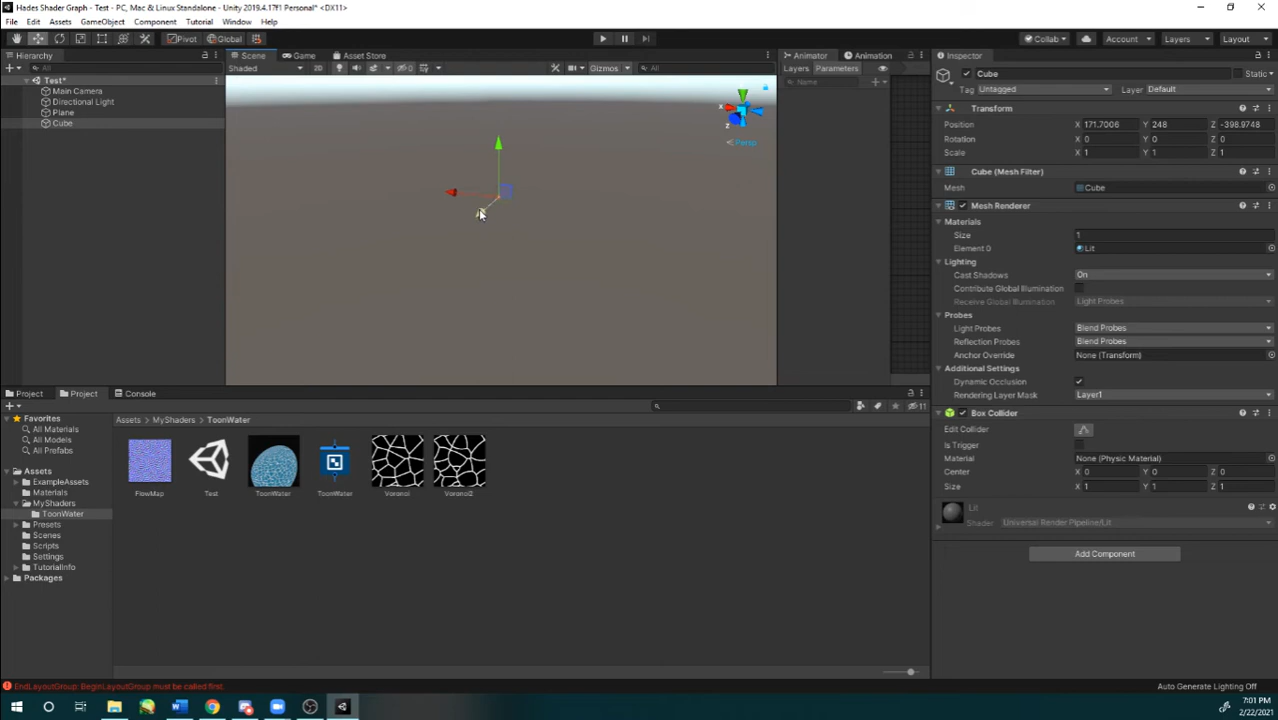 Hades Shader Graph - Test - PC, Mac & Linux Standalone - Unity 2019.4.17f1 Personal* <DX11>
File Edit Assets GameObject Component Tutorial Window Help
Pivot Global Collab Account Layers Layout
Hierarchy
All
Test*
Main Camera
Directional Light
Plane
Cube
Scene Game Asset Store
Shaded 2D 0 Gizmos All
x
z
Persp
Animator Animation
Layers Parameters
Name
Inspector
Cube Static
Tag Untagged Layer Default
Transform
Position X 171.7006 Y 248 Z -398.9748
Rotation X 0 Y 0 Z 0
Scale X 1 Y 1 Z 1
Cube (Mesh Filter)
Mesh Cube
Mesh Renderer
Materials
Size 1
Element 0 Lit
Lighting
Cast Shadows On
Contribute Global Illumination
Receive Global Illumination Light Probes
Probes
Light Probes Blend Probes
Reflection Probes Blend Probes
Anchor Override None (Transform)
Additional Settings
Dynamic Occlusion
Rendering Layer Mask Layer1
Box Collider
Edit Collider
Is Trigger
Material None (Physic Material)
Center X 0 Y 0 Z 0
Size X 1 Y 1 Z 1
Lit
Shader Universal Render Pipeline/Lit
Add Component
Project Project Console
11
Favorites
All Materials
All Models
All Prefabs
Assets
ExampleAssets
Materials
MyShaders
ToonWater
Presets
Scenes
Scripts
Settings
TutorialInfo
Packages
Assets > MyShaders > ToonWater
FlowMap Test ToonWater ToonWater Voronoi Voronoi2
EndLayoutGroup: BeginLayoutGroup must be called first.
Auto Generate Lighting Off
7:01 PM
2/22/2021